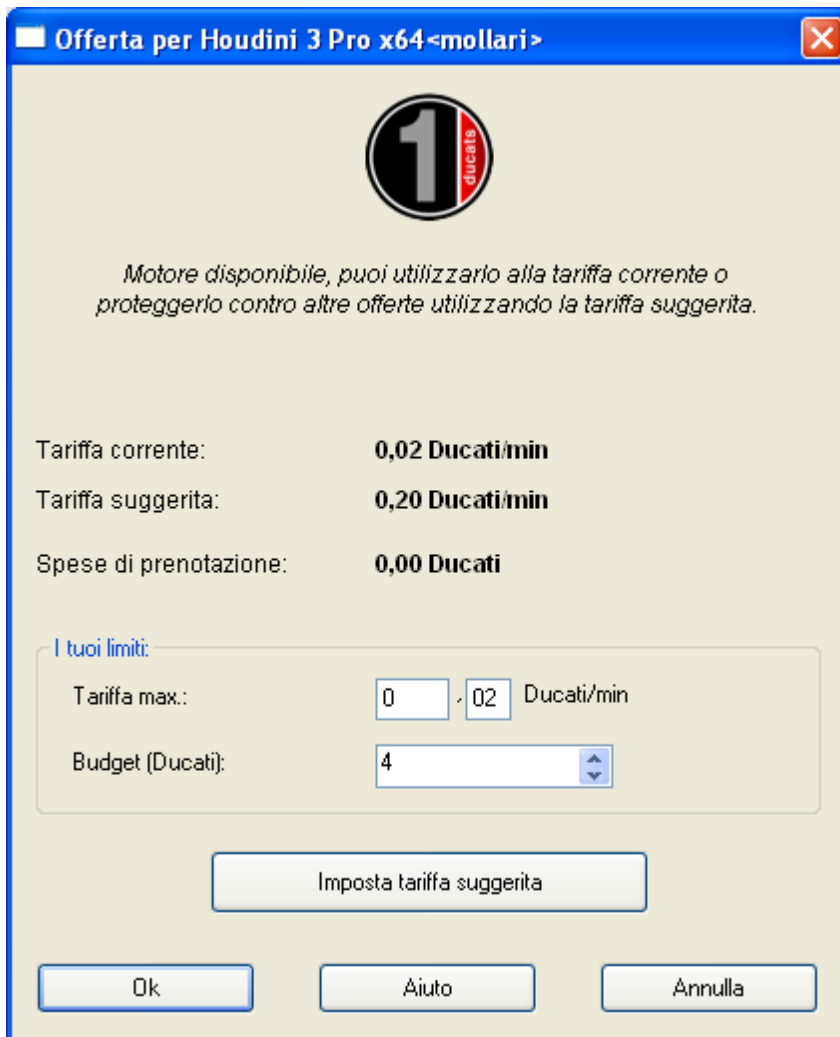 Offerta per Houdini 3 Pro x64<mollari>
1 ducats
Motore disponibile, puoi utilizzarlo alla tariffa corrente o
proteggerlo contro altre offerte utilizzando la tariffa suggerita.
Tariffa corrente: 0,02 Ducati/min
Tariffa suggerita: 0,20 Ducati/min
Spese di prenotazione: 0,00 Ducati
I tuoi limiti:
Tariffa max.: 0 , 02 Ducati/min
Budget (Ducati): 4
Imposta tariffa suggerita
Ok Aiuto Annulla